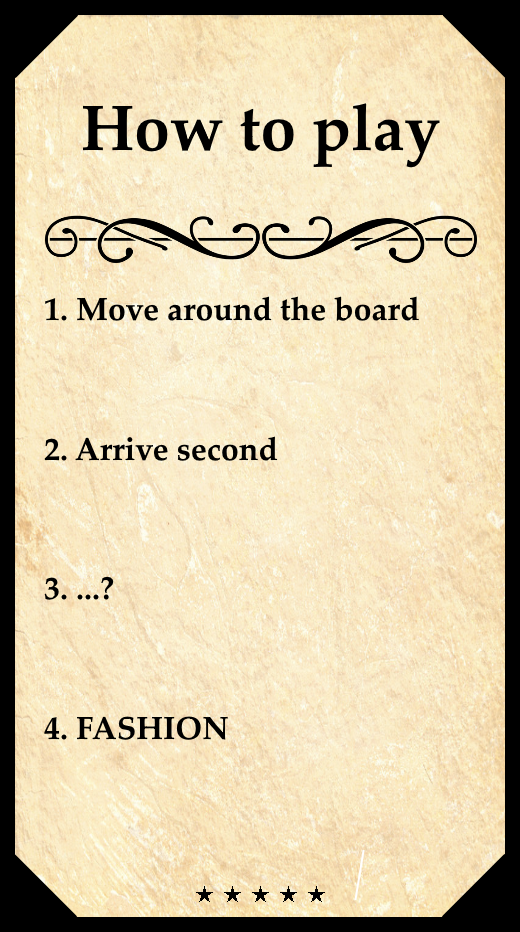 How to play
1. Move around the board
2. Arrive second
3. ...?
4. FASHION